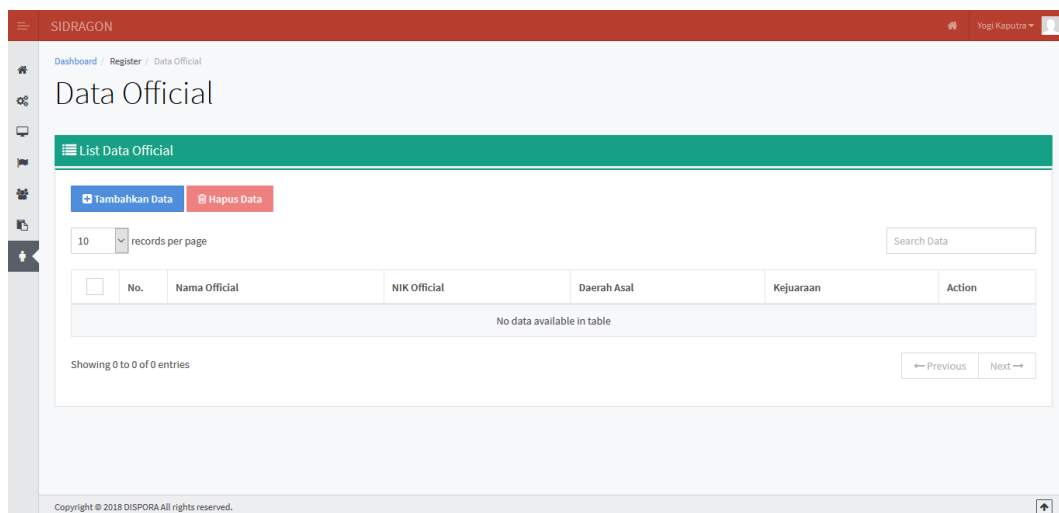 SIDRAGON
Yogi Kaputra
Dashboard / Register / Data Official
Data Official
List Data Official
Tambahkan Data Hapus Data
10 records per page Search Data
No. Nama Official NIK Official Daerah Asal Kejuaraan Action
No data available in table
Showing 0 to 0 of 0 entries
← Previous Next →
Copyright © 2018 DISPORA All rights reserved.